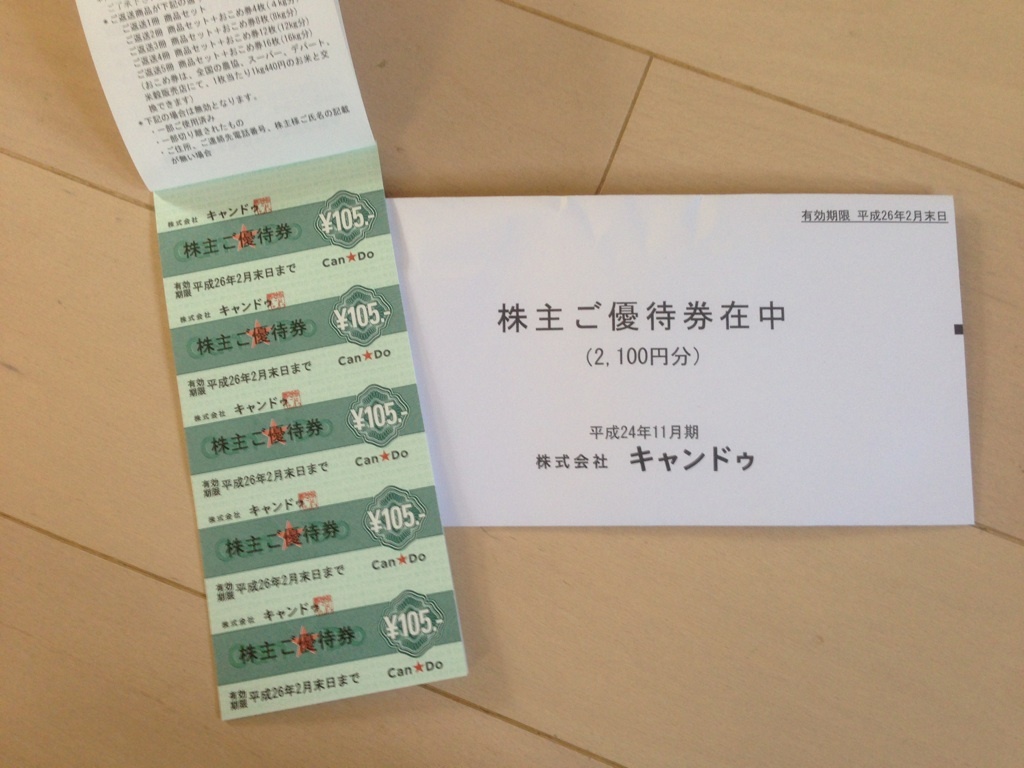 *ご返送商品が下記の
ご返送1冊 商品セット
ご返送2冊 商品セット+おこめ券4枚(4kg分)
ご返送3冊 商品セット+おこめ券8枚(8kg分)
ご返送4冊 商品セット+おこめ券12枚(12kg分)
ご返送5冊 商品セット+おこめ券16枚(16kg分)
(おこめ券は、全国の農協、スーパー、デパート、
米穀販売店にて、1枚当たり1kg440円のお米と交
換できます)
*下記の場合は無効となります。
・一部ご使用済み
・一部切り離されたもの
・ご住所、ご連絡先電話番号、株主様ご氏名の記載
が無い場合
株式会社 キャンドゥ
株主ご優待券 ¥105.-
有効期限 平成26年2月末日まで Can★Do
株式会社 キャンドゥ
株主ご優待券 ¥105.-
有効期限 平成26年2月末日まで Can★Do
株式会社 キャンドゥ
株主ご優待券 ¥105.-
有効期限 平成26年2月末日まで Can★Do
株式会社 キャンドゥ
株主ご優待券 ¥105.-
有効期限 平成26年2月末日まで Can★Do
株式会社 キャンドゥ
株主ご優待券 ¥105.-
有効期限 平成26年2月末日まで Can★Do
有効期限 平成26年2月末日
株主ご優待券在中
(2,100円分)
平成24年11月期
株式会社 キャンドゥ